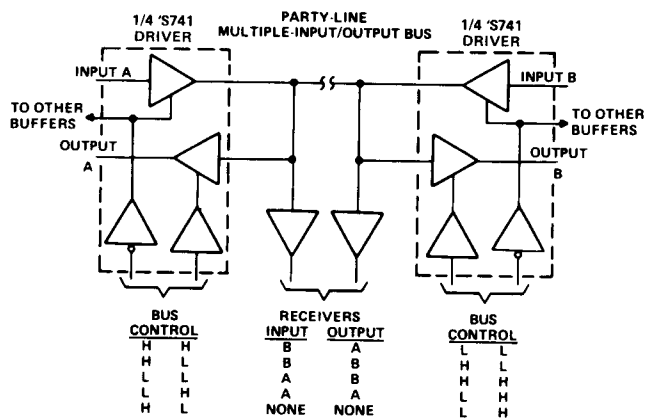 1/4 'S741
DRIVER
PARTY-LINE
MULTIPLE-INPUT/OUTPUT BUS
1/4 'S741
DRIVER
INPUT A
INPUT B
TO OTHER
BUFFERS
TO OTHER
BUFFERS
OUTPUT
A
OUTPUT
B
BUS
CONTROL
RECEIVERS
INPUT OUTPUT
BUS
CONTROL
H H B A L L
H L B B H L
L L A B H H
L H A A L H
H L NONE NONE L H